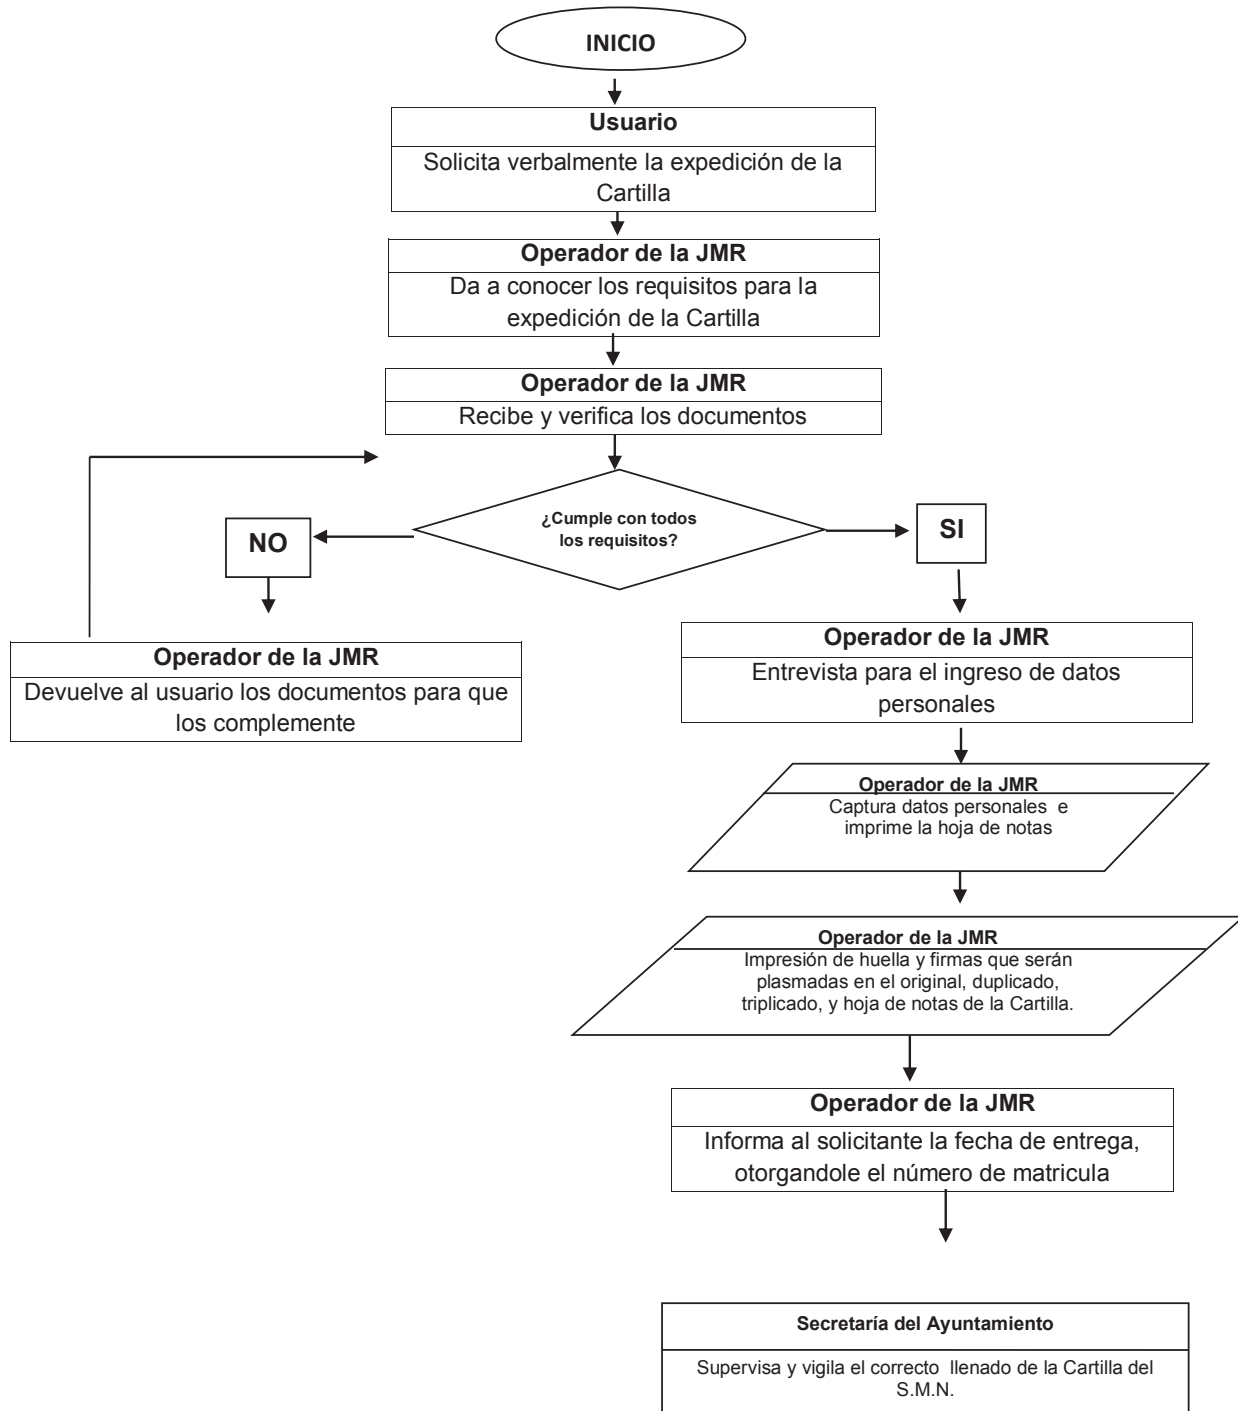 INICIO
Usuario
Solicita verbalmente la expedición de la
Cartilla
Operador de la JMR
Da a conocer los requisitos para la
expedición de la Cartilla
Operador de la JMR
Recibe y verifica los documentos
¿Cumple con todos
los requisitos?
NO
SI
Operador de la JMR
Devuelve al usuario los documentos para que
los complemente
Operador de la JMR
Entrevista para el ingreso de datos
personales
Operador de la JMR
Captura datos personales e
imprime la hoja de notas
Operador de la JMR
Impresión de huella y firmas que serán
plasmadas en el original, duplicado,
triplicado, y hoja de notas de la Cartilla.
Operador de la JMR
Informa al solicitante la fecha de entrega,
otorgandole el número de matricula
Secretaría del Ayuntamiento
Supervisa y vigila el correcto llenado de la Cartilla del
S.M.N.